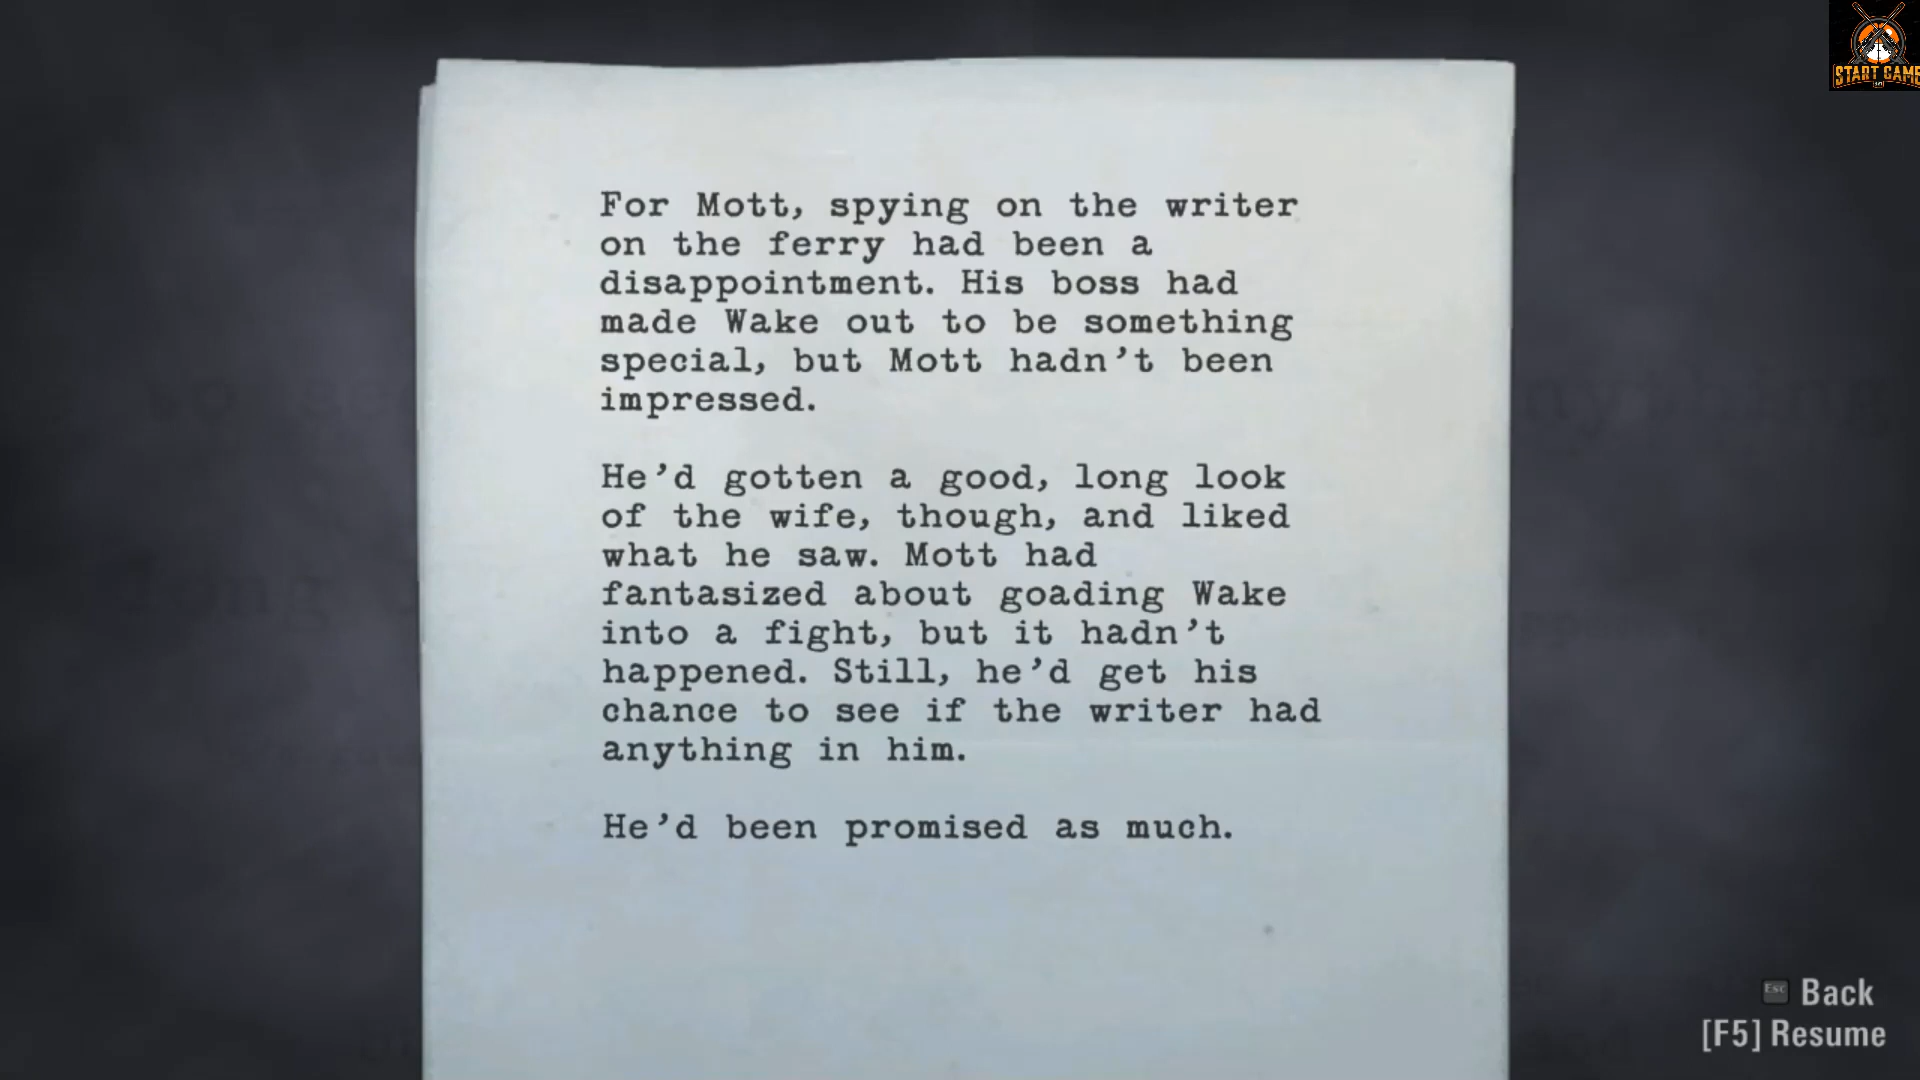 START GAME
For Mott, spying on the writer
on the ferry had been a
disappointment. His boss had
made Wake out to be something
special, but Mott hadn't been
impressed.
He'd gotten a good, long look
of the wife, though, and liked
what he saw. Mott had
fantasized about goading Wake
into a fight, but it hadn't
happened. Still, he'd get his
chance to see if the writer had
anything in him.
He'd been promised as much.
Esc Back
[F5] Resume